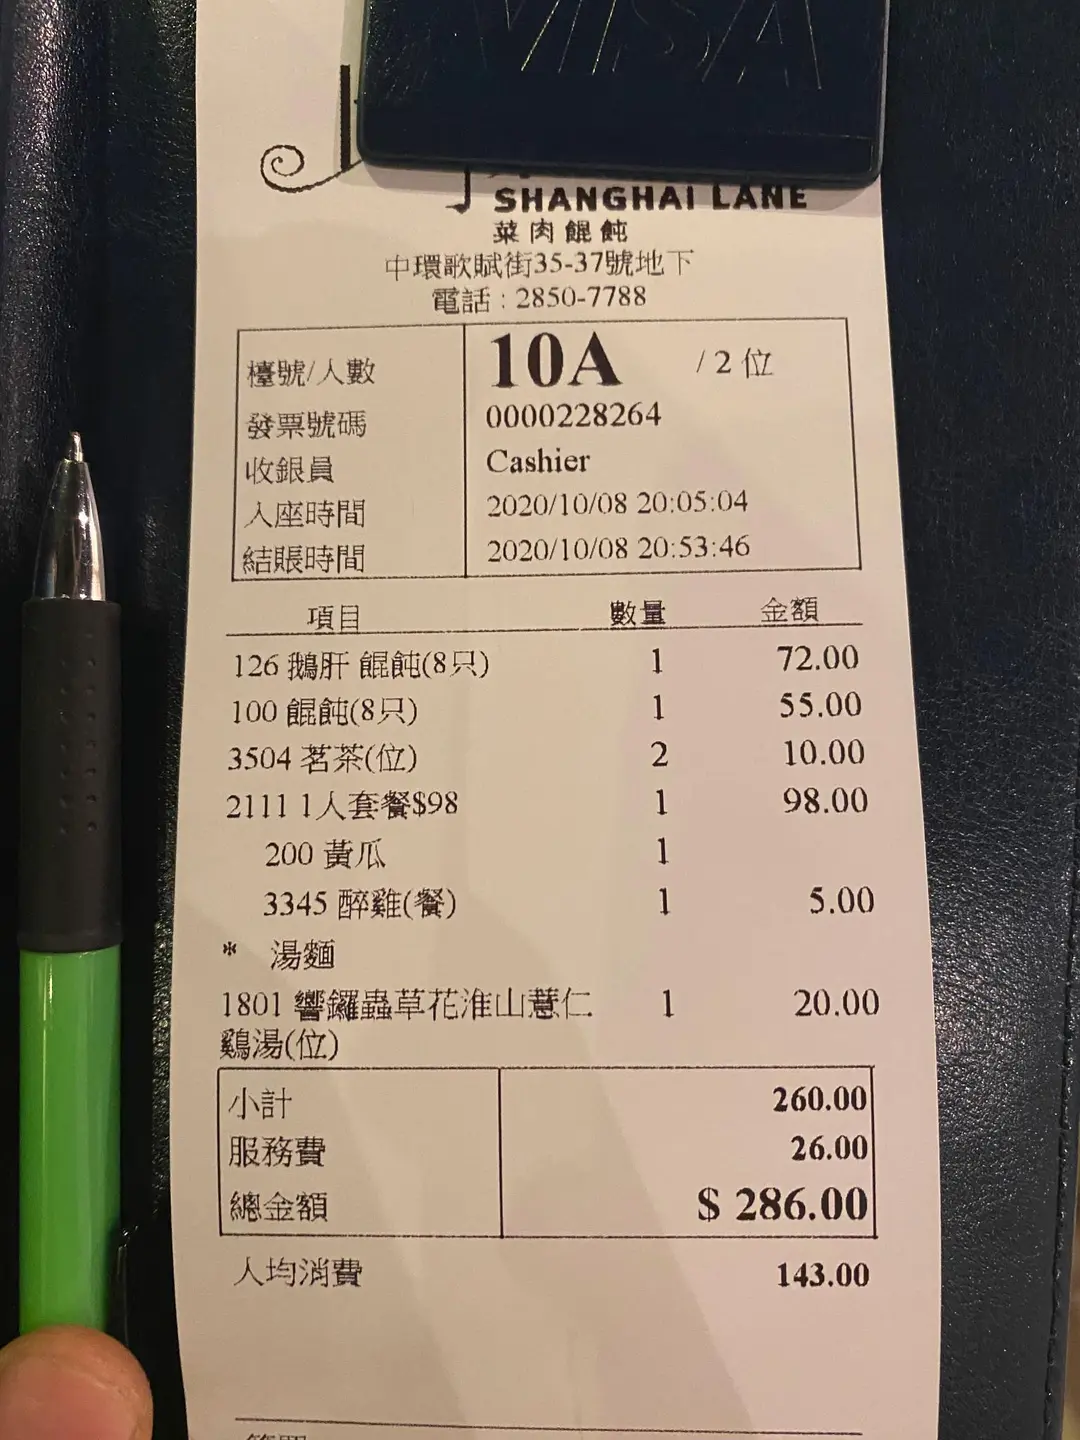 VISA
SHANGHAI LANE
菜肉餛飩
中環歌賦街35-37號地下
電話 : 2850-7788
檯號/人數 10A / 2 位
發票號碼 0000228264
收銀員 Cashier
入座時間 2020/10/08 20:05:04
結賬時間 2020/10/08 20:53:46
項目 數量 金額
126 鵝肝 餛飩(8只) 1 72.00
100 餛飩(8只) 1 55.00
3504 茗茶(位) 2 10.00
2111 1人套餐$98 1 98.00
200 黃瓜 1
3345 醉雞(餐) 1 5.00
* 湯麵
1801 響鑼蟲草花淮山薏仁 1 20.00
鷄湯(位)
小計 260.00
服務費 26.00
總金額 $ 286.00
人均消費 143.00